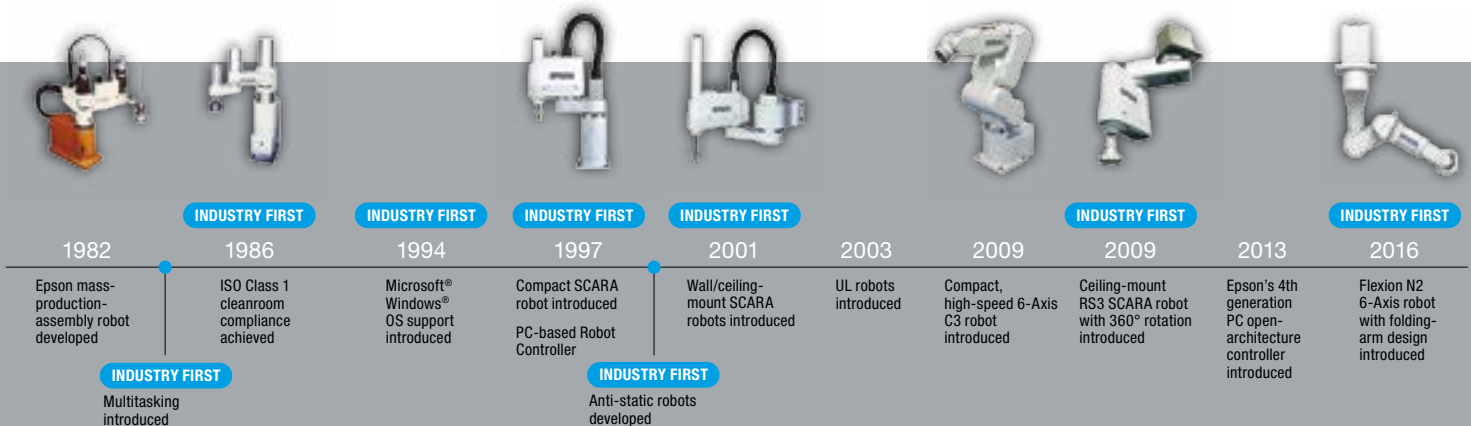 INDUSTRY FIRST
1982
Epson mass-
production-
assembly robot
developed
INDUSTRY FIRST
Multitasking
introduced
1986
ISO Class 1
cleanroom
compliance
achieved
INDUSTRY FIRST
1994
Microsoft®
Windows®
OS support
introduced
INDUSTRY FIRST
1997
Compact SCARA
robot introduced
PC-based Robot
Controller
INDUSTRY FIRST
Anti-static robots
developed
INDUSTRY FIRST
2001
Wall/ceiling-
mount SCARA
robots introduced
2003
UL robots
introduced
2009
Compact,
high-speed 6-Axis
C3 robot
introduced
INDUSTRY FIRST
2009
Ceiling-mount
RS3 SCARA robot
with 360° rotation
introduced
2013
Epson's 4th
generation
PC open-
architecture
controller
introduced
INDUSTRY FIRST
2016
Flexion N2
6-Axis robot
with folding-
arm design
introduced
EPSON
EPSON